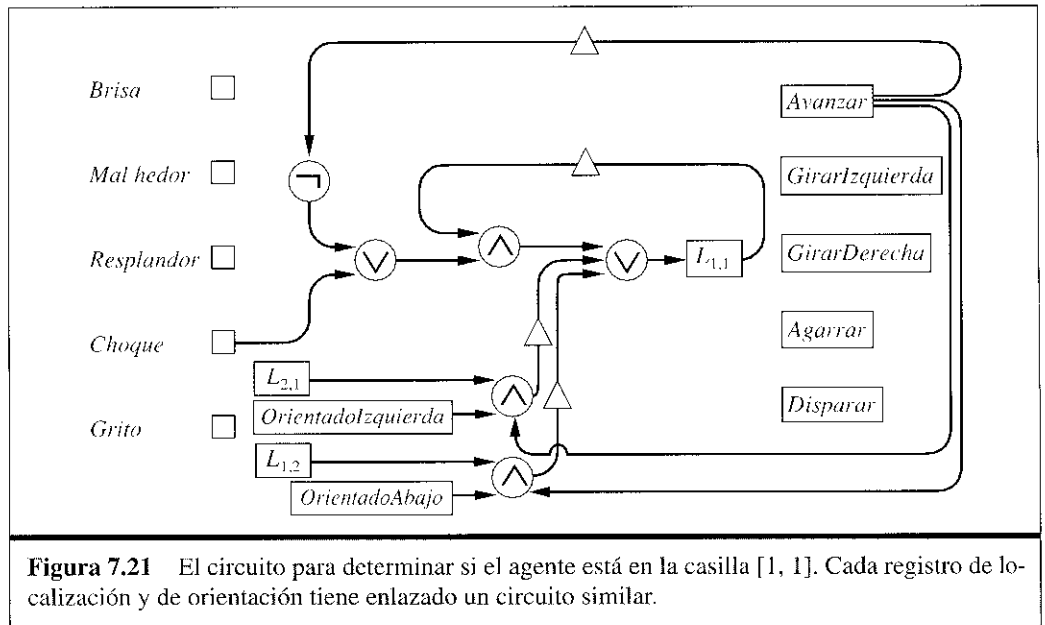 Brisa
Mal hedor
Resplandor
Choque
Grito
L2,1
OrientadoIzquierda
L1,2
OrientadoAbajo
¬
∨
∧
∨
∧
∧
L1,1
Avanzar
GirarIzquierda
GirarDerecha
Agarrar
Disparar
Figura 7.21 El circuito para determinar si el agente está en la casilla [1, 1]. Cada registro de lo-
calización y de orientación tiene enlazado un circuito similar.